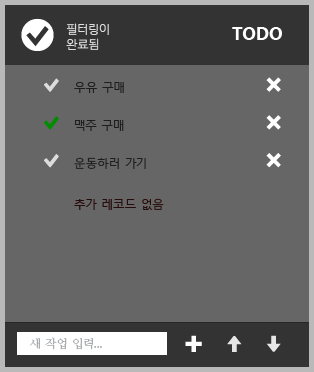 필터링이
완료됨
TODO
우유 구매
맥주 구매
운동하러 가기
추가 레코드 없음
새 작업 입력...